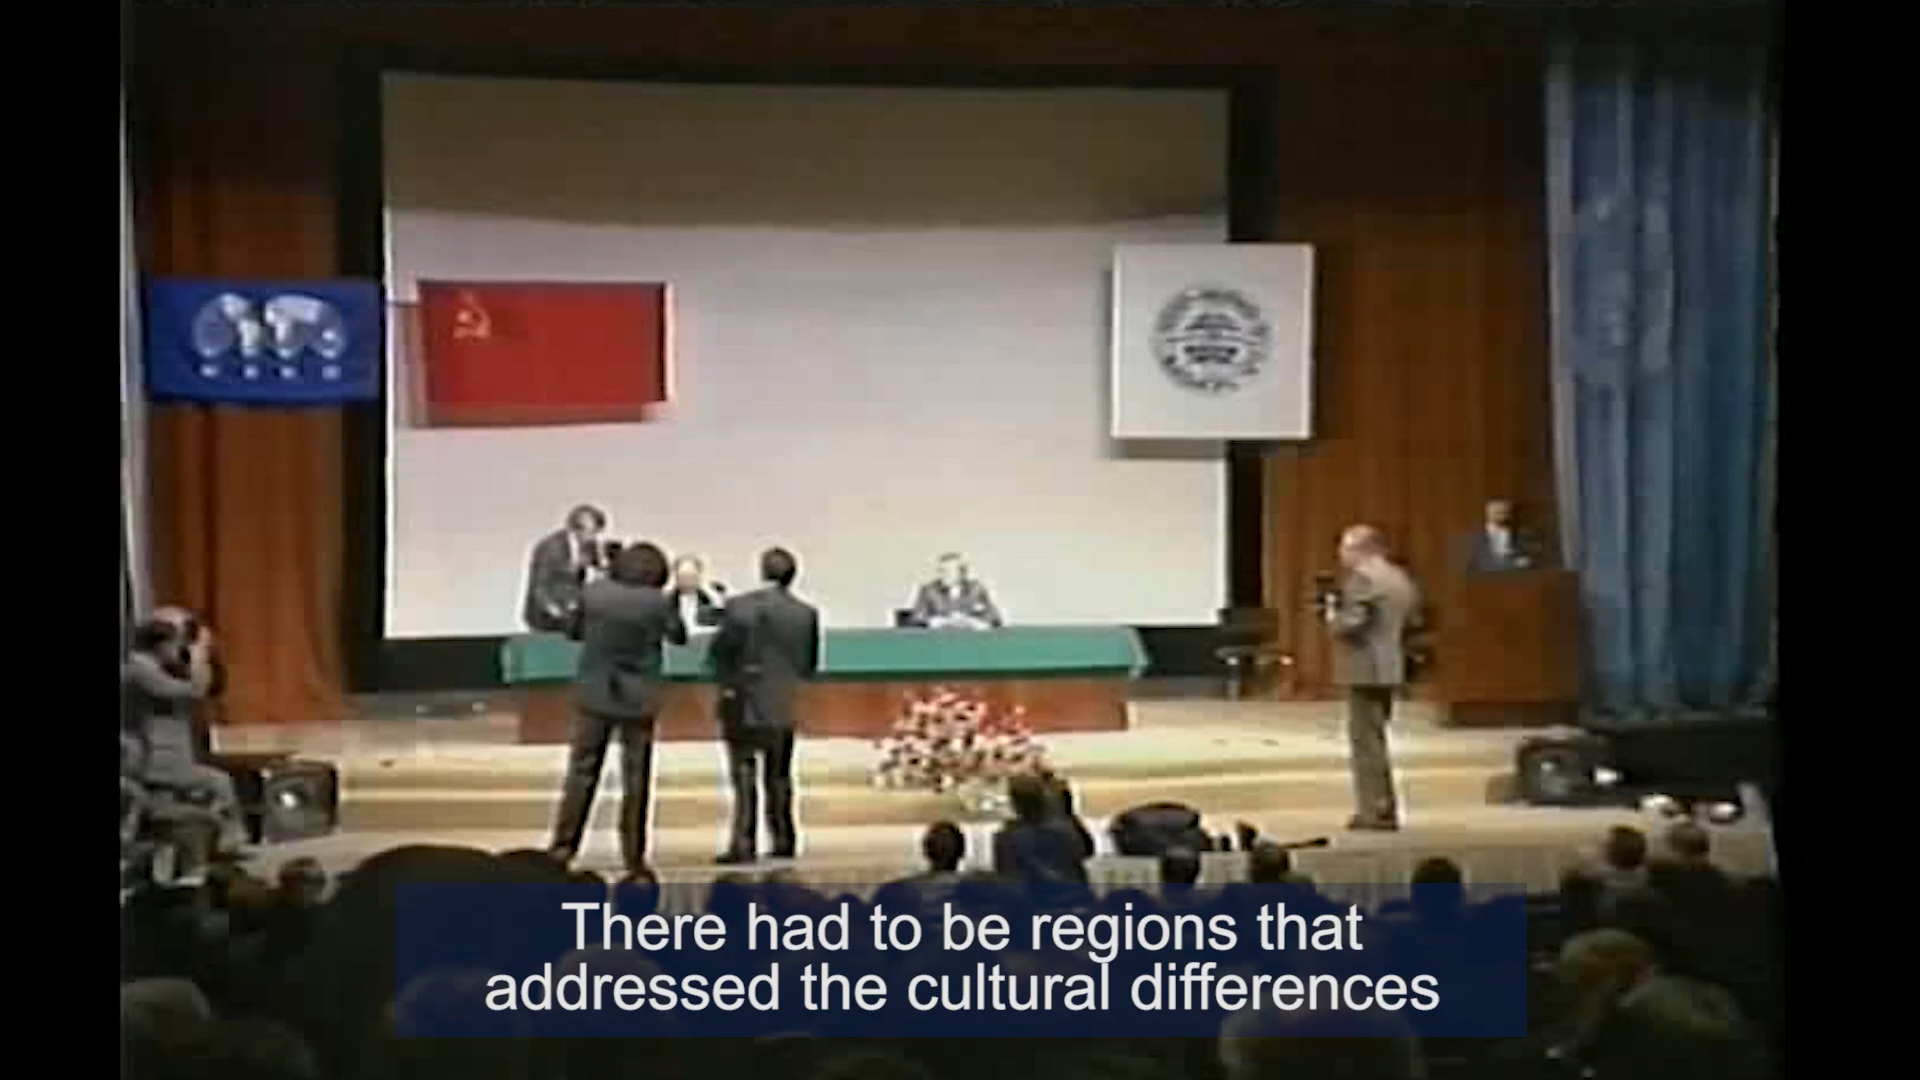 There had to be regions that
addressed the cultural differences